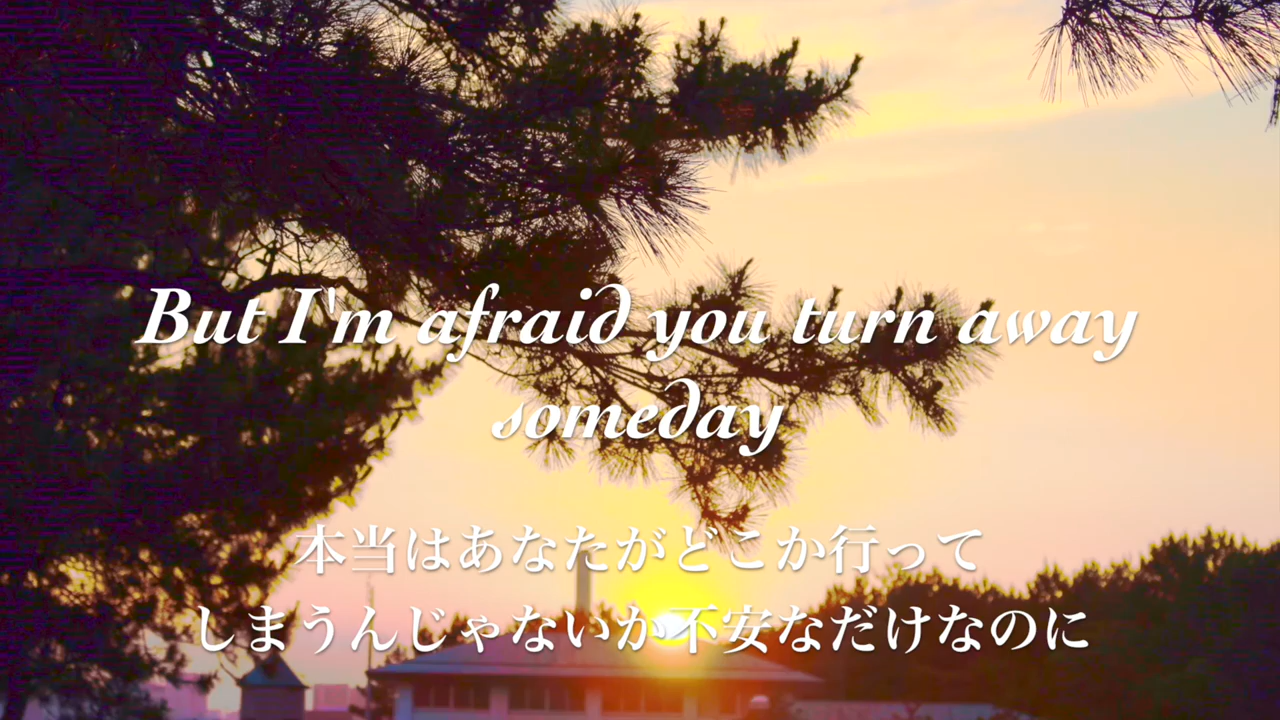 But I'm afraid you turn away
someday
本当はあなたがどこか行って
しまうんじゃないか不安なだけなのに